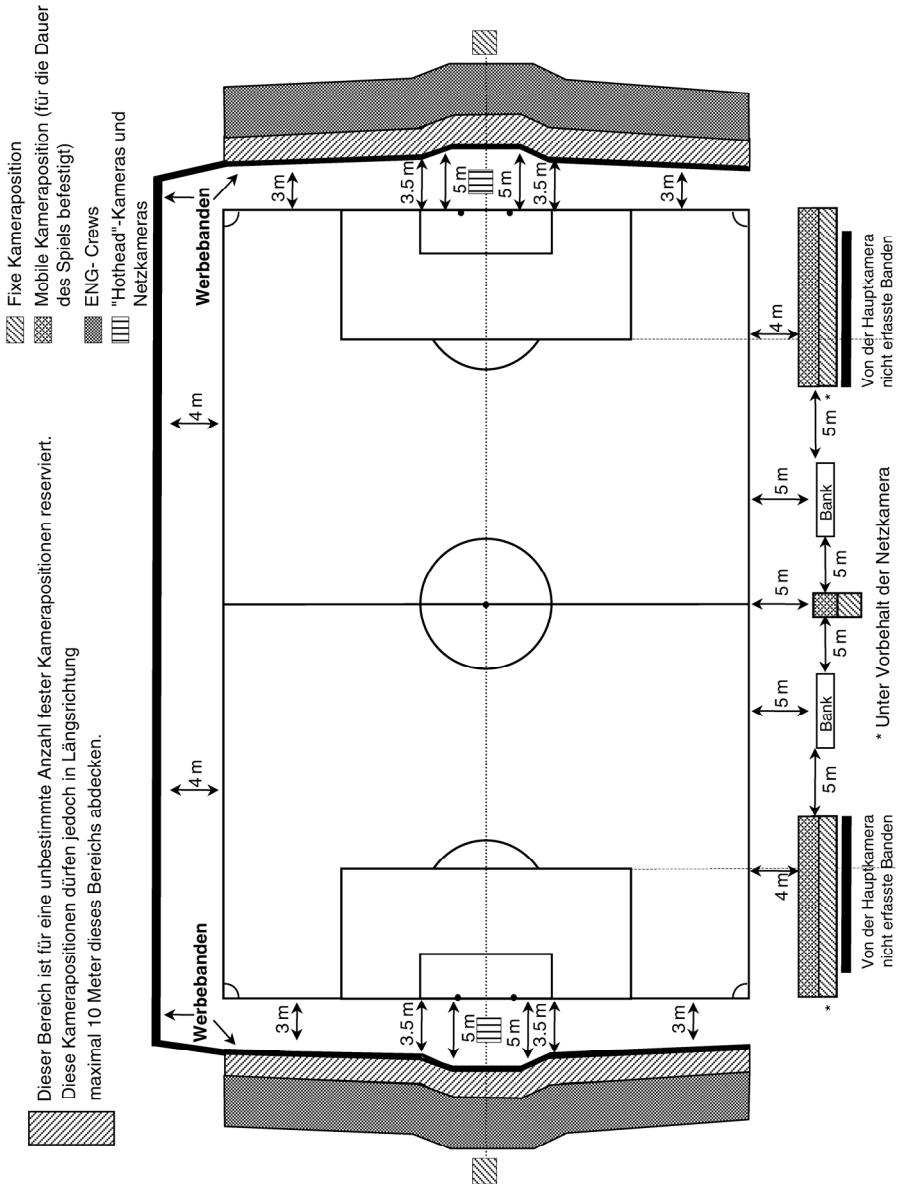 Dieser Bereich ist für eine unbestimmte Anzahl fester Kamerapositionen reserviert.
Diese Kamerapositionen dürfen jedoch in Längsrichtung
maximal 10 Meter dieses Bereichs abdecken.
Fixe Kameraposition
Mobile Kameraposition (für die Dauer
des Spiels befestigt)
ENG- Crews
"Hothead"-Kameras und
Netzkameras
Werbebanden
4 m
4 m
Werbebanden
3 m
3 m
3.5 m
3.5 m
5 m
5 m
5 m
5 m
3.5 m
3.5 m
3 m
3 m
4 m
5 m
5 m
5 m
4 m
*
5 m
Bank
5 m
5 m
Bank
5 m
*
Von der Hauptkamera
nicht erfasste Banden
* Unter Vorbehalt der Netzkamera
Von der Hauptkamera
nicht erfasste Banden